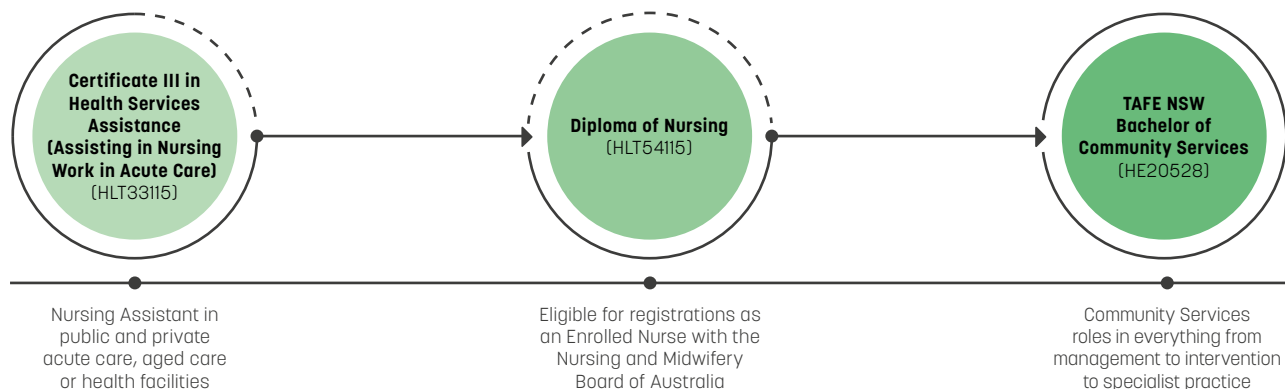 Certificate III in
Health Services
Assistance
(Assisting in Nursing
Work in Acute Care)
(HLT33115)
Diploma of Nursing
(HLT54115)
TAFE NSW
Bachelor of
Community Services
(HE20528)
Nursing Assistant in
public and private
acute care, aged care
or health facilities
Eligible for registrations as
an Enrolled Nurse with the
Nursing and Midwifery
Board of Australia
Community Services
roles in everything from
management to intervention
to specialist practice